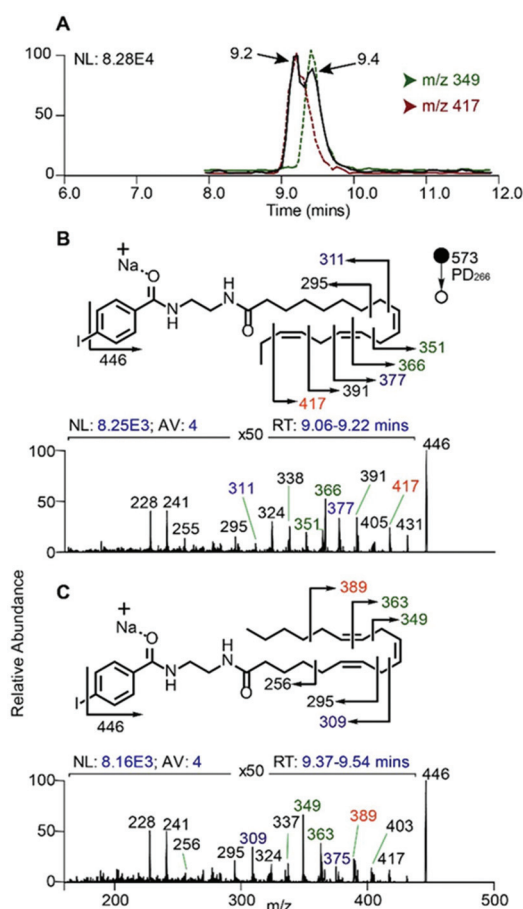 A
100
NL: 8.28E4
9.2
9.4
m/z 349
m/z 417
50
0
6.0 7.0 8.0 9.0 10.0 11.0 12.0
Time (mins)
B
+
Na
O
N
H
H
N
O
I
446
311
295
351
366
377
391
417
573
PD266
NL: 8.25E3; AV: 4
x50
RT: 9.06-9.22 mins
446
100
50
0
228
241
255
295
311
324
338
351
366
377
391
405
417
431
Relative Abundance
C
+
Na
O
N
H
H
N
O
I
446
389
363
349
256
295
309
NL: 8.16E3; AV: 4
x50
RT: 9.37-9.54 mins
446
100
50
0
228
241
256
295
309
324
337
349
363
375
389
403
417
200 300 400 500
m/z